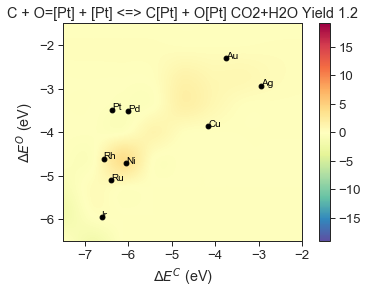 C + O=[Pt] + [Pt] <=> C[Pt] + O[Pt] CO2+H2O Yield 1.2
−2
−3
−4
−5
−6
ΔE^O (eV)
Au
Ag
Pt
Pd
Cu
Rh
Ni
Ru
Ir
−7
−6
−5
−4
−3
−2
ΔE^C (eV)
15
10
5
0
−5
−10
−15